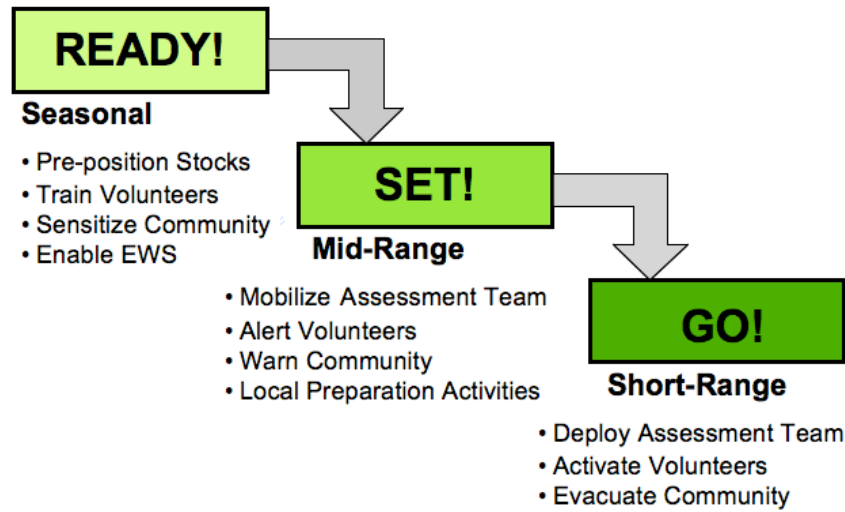 READY!
Seasonal
• Pre-position Stocks
• Train Volunteers
• Sensitize Community
• Enable EWS
SET!
Mid-Range
• Mobilize Assessment Team
• Alert Volunteers
• Warn Community
• Local Preparation Activities
GO!
Short-Range
• Deploy Assessment Team
• Activate Volunteers
• Evacuate Community